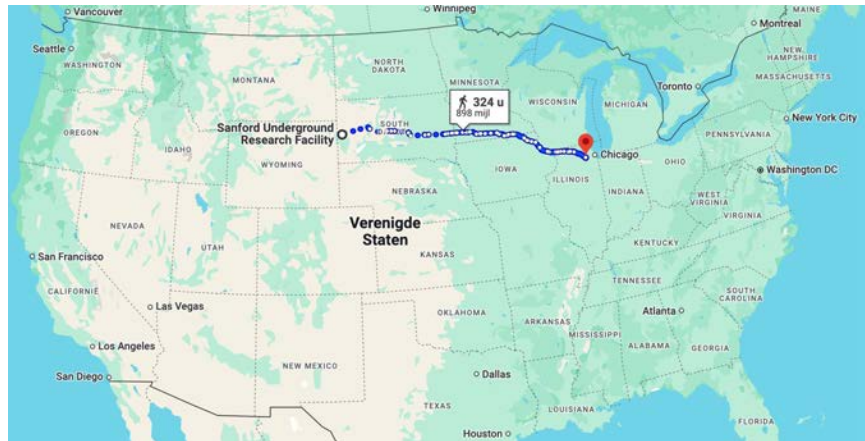 Vancouver
Winnipeg
MAINE
Montreal
Seattle
WASHINGTON
NORTH
DAKOTA
MONTANA
MINNESOTA
NEW
HAMPSHIRE
Toronto
MASSACHUSETTS
324 u
898 mijl
WISCONSIN
MICHIGAN
Sanford Underground
Research Facility
SOUTH
New York City
OREGON
IDAHO
WYOMING
Chicago
PENNSYLVANIA
IOWA
OHIO
Washington DC
ILLINOIS
INDIANA
NEBRASKA
WEST
VIRGINIA
VIRGINIA
NEVADA
UTAH
Verenigde
Staten
KANSAS
KENTUCKY
San Francisco
CALIFORNIË
Las Vegas
TENNESSEE
SOUTH
CAROLINA
OKLAHOMA
ARKANSAS
MISSISSIPPI
Atlanta
Los Angeles
ALABAMA
GEORGIA
NEW MEXICO
San Diego
Dallas
TEXAS
LOUISIANA
Houston
FLORIDA